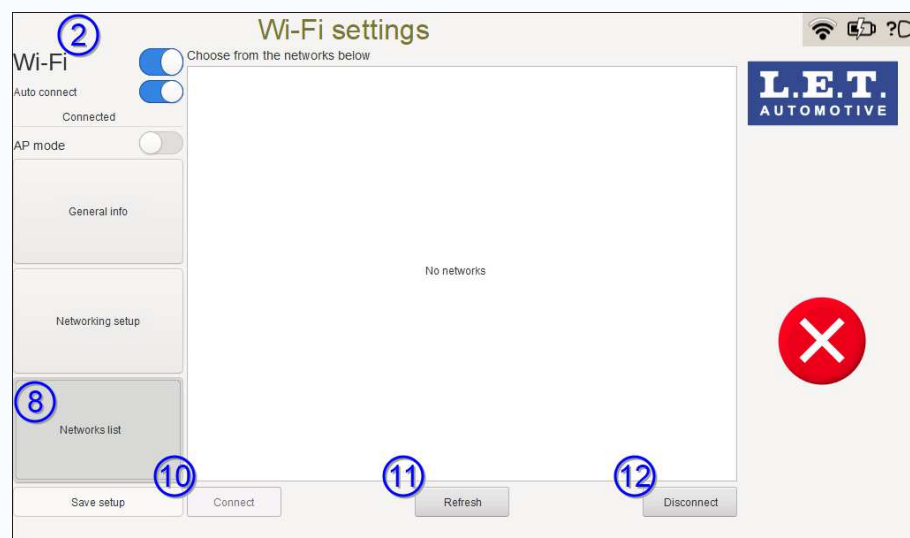 Wi-Fi settings
2
?
Wi-Fi
Choose from the networks below
L.E.T.
AUTOMOTIVE
Auto connect
Connected
AP mode
General info
No networks
Networking setup
8
Networks list
10
11
12
Save setup
Connect
Refresh
Disconnect